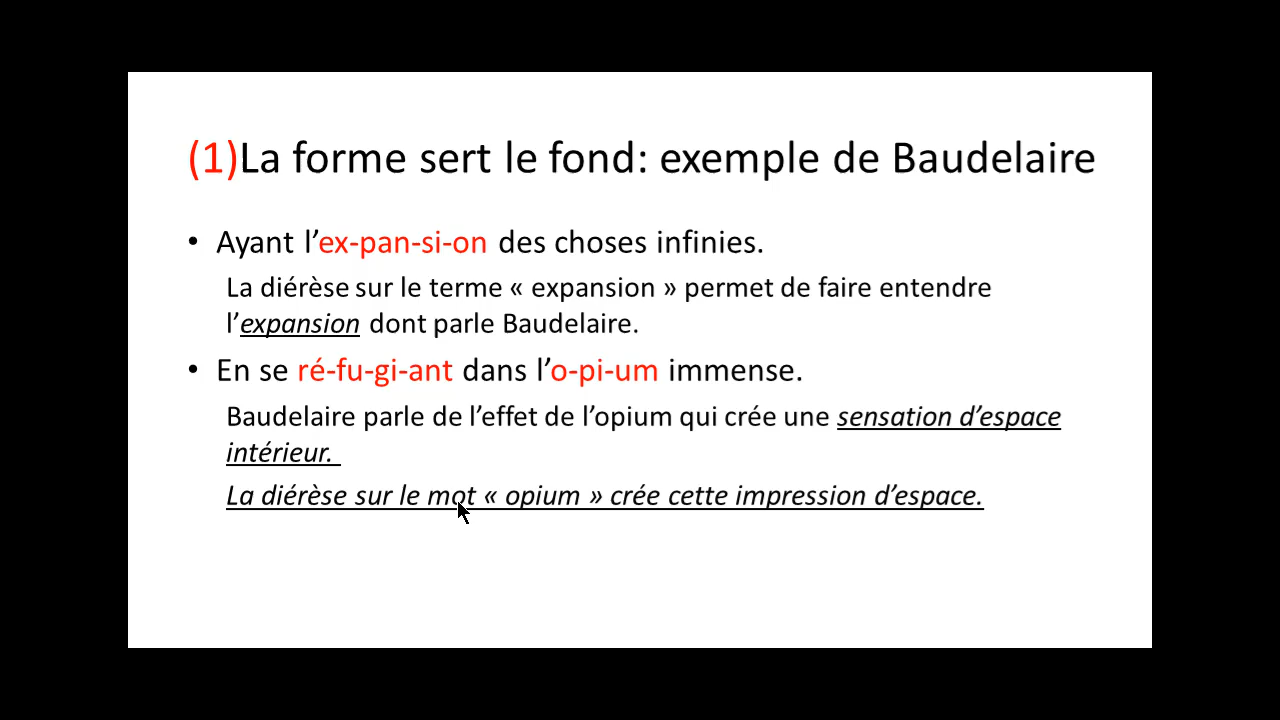 (1)La forme sert le fond: exemple de Baudelaire
• Ayant l’ex-pan-si-on des choses infinies.
La diérèse sur le terme « expansion » permet de faire entendre
l’expansion dont parle Baudelaire.
• En se ré-fu-gi-ant dans l’o-pi-um immense.
Baudelaire parle de l’effet de l’opium qui crée une sensation d’espace
intérieur.
La diérèse sur le mot « opium » crée cette impression d’espace.